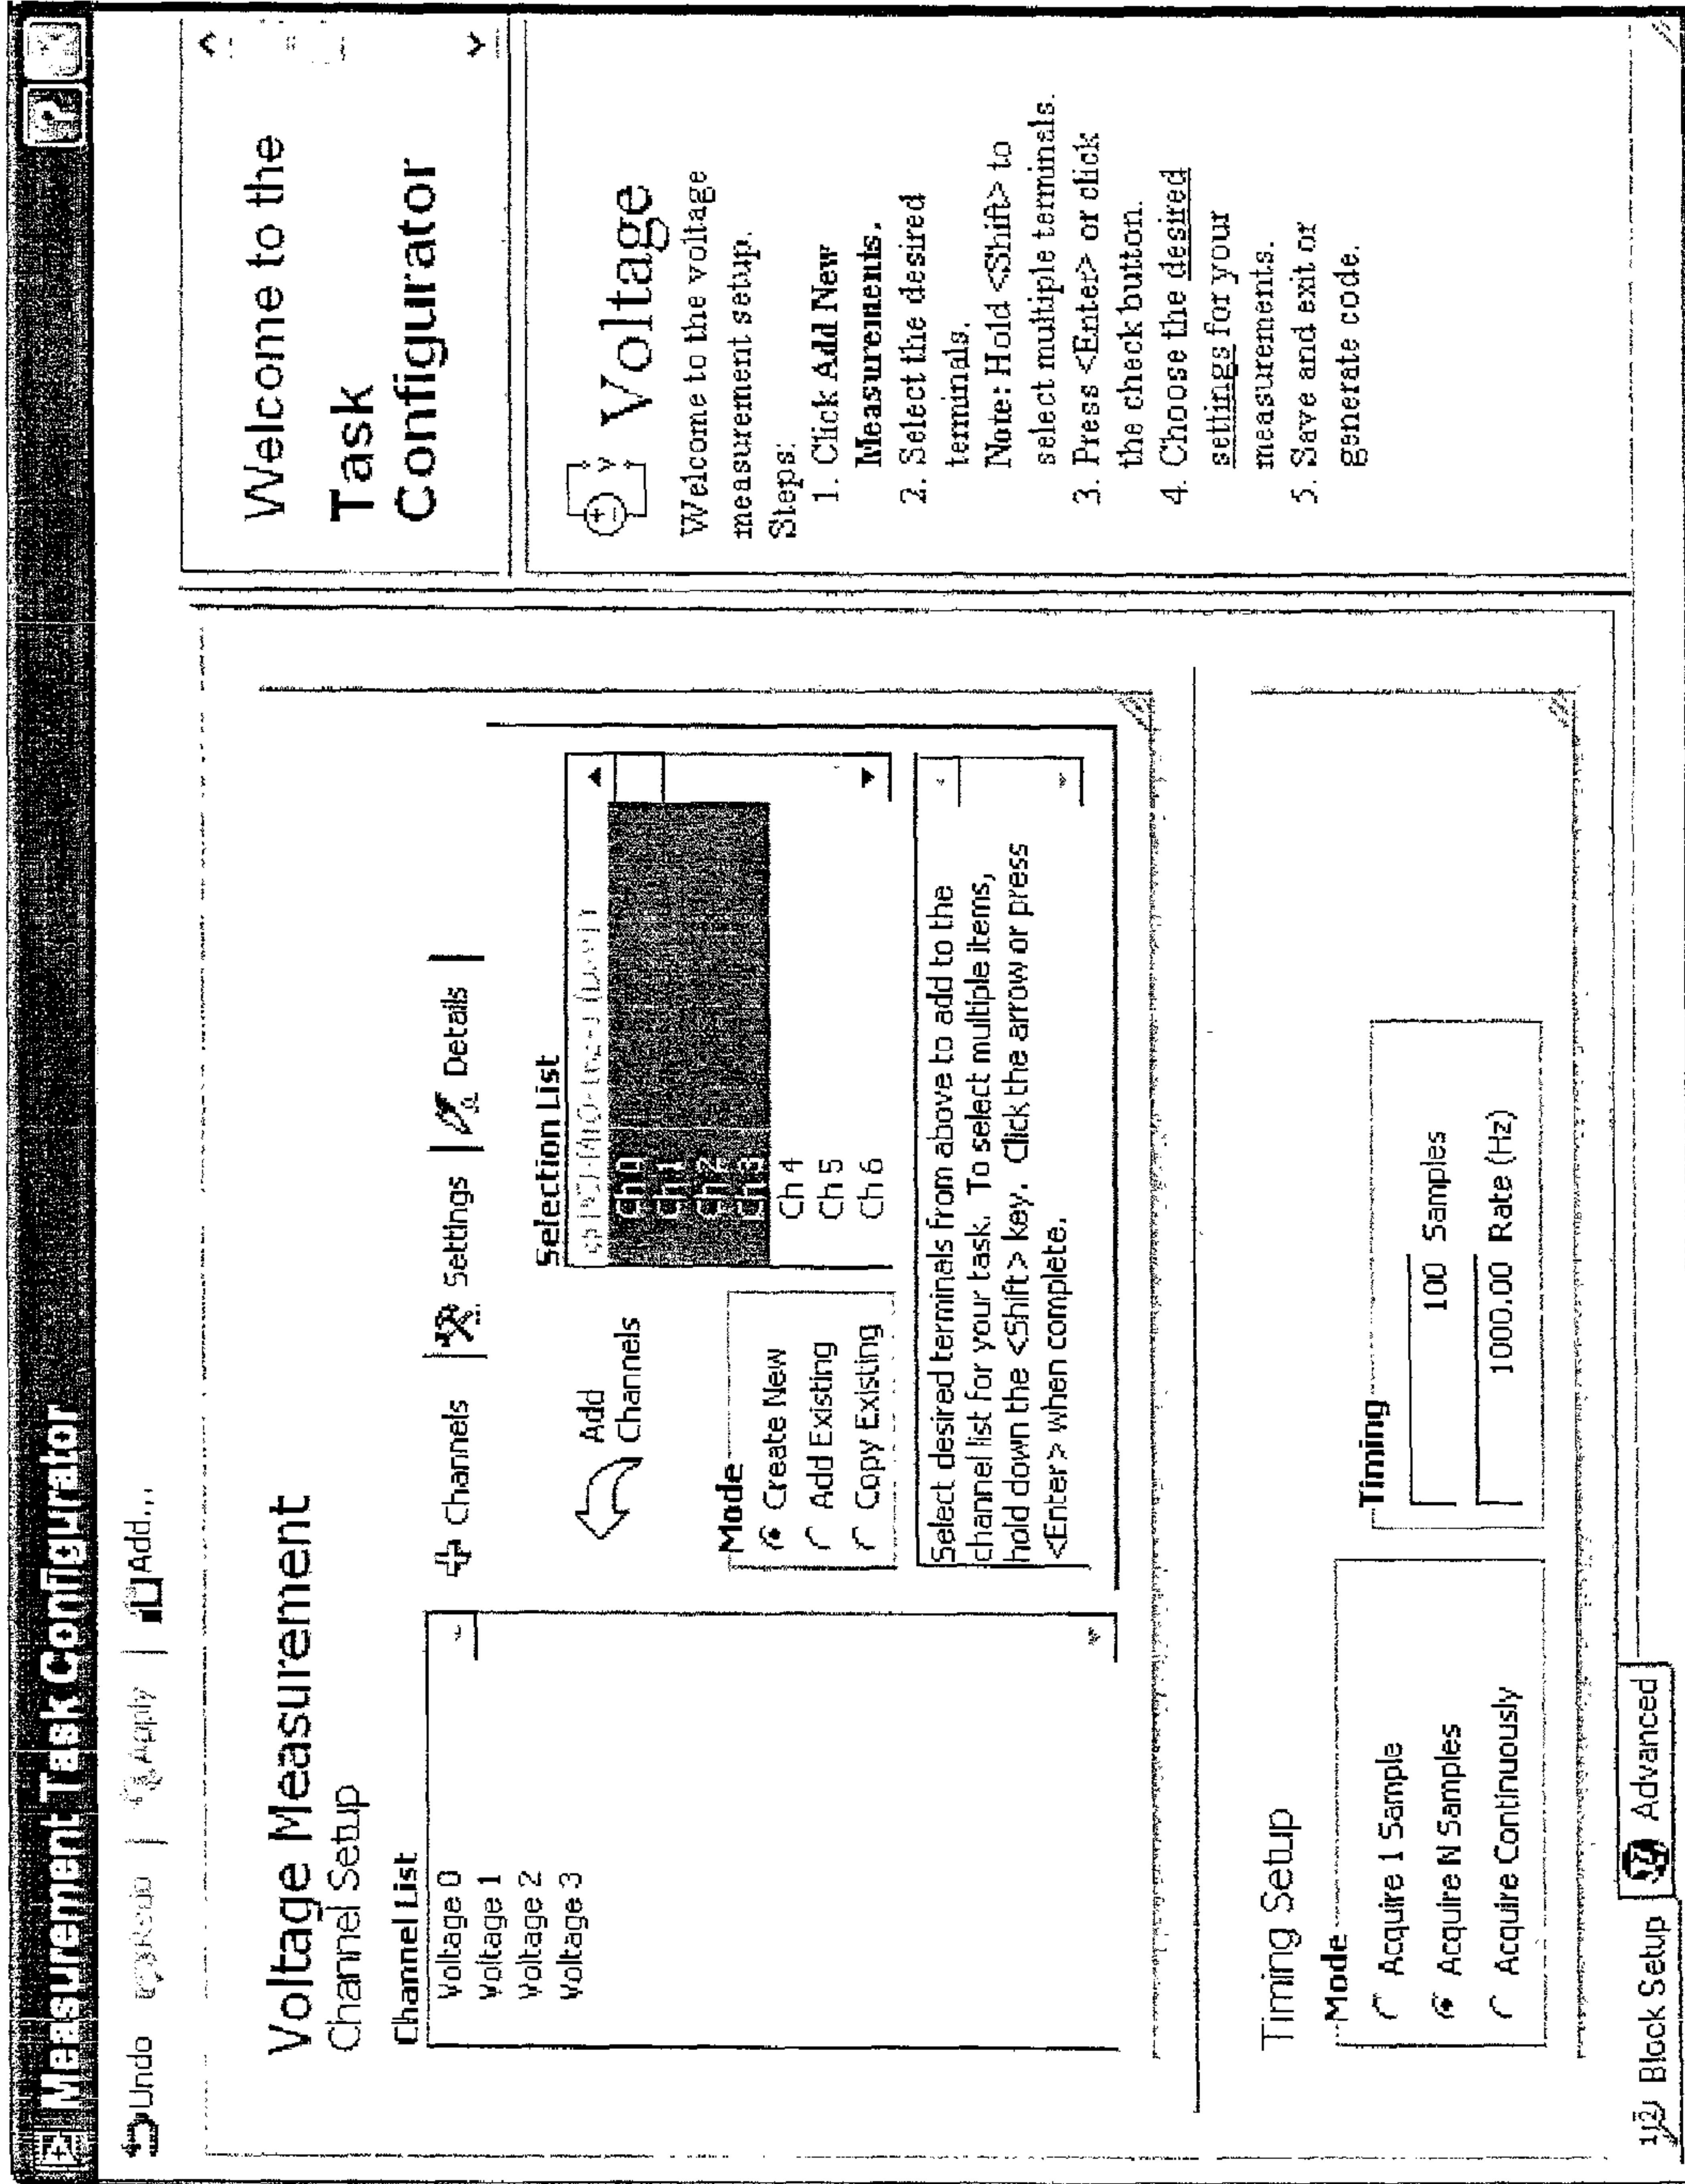 Measurement Task Configurator
?
Undo Redo Apply Add...
Voltage Measurement
Channel Setup
Channel List
Voltage 0
Voltage 1
Voltage 2
Voltage 3
Channels Settings Details
Add
Channels
Selection List
Ch 0
Ch 1
Ch 2
Ch 3
Ch 4
Ch 5
Ch 6
Mode
Create New
Add Existing
Copy Existing
Select desired terminals from above to add to the
channel list for your task. To select multiple items,
hold down the <Shift> key. Click the arrow or press
<Enter> when complete.
Timing Setup
Mode
Acquire 1 Sample
Acquire N Samples
Acquire Continuously
Timing
100 Samples
1000.00 Rate (Hz)
Block Setup Advanced
Welcome to the
Task
Configurator
Voltage
Welcome to the voltage
measurement setup.
Steps:
1. Click Add New
Measurements.
2. Select the desired
terminals.
Note: Hold <Shift> to
select multiple terminals.
3. Press <Enter> or click
the check button.
4. Choose the desired
settings for your
measurements.
5. Save and exit or
generate code.